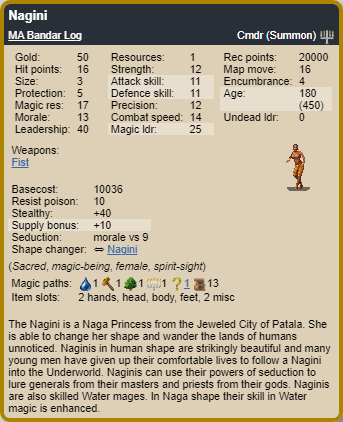 Nagini
MA Bandar Log Cmdr (Summon)
Gold: 50 Resources: 1 Rec points: 20000
Hit points: 16 Strength: 12 Map move: 16
Size: 3 Attack skill: 11 Encumbrance: 4
Protection: 5 Defence skill: 11 Age: 180
Magic res: 17 Precision: 12 (450)
Morale: 13 Combat speed: 14 Undead ldr: 0
Leadership: 40 Magic ldr: 25
Weapons:
Fist
Basecost: 10036
Resist poison: 10
Stealthy: +40
Supply bonus: +10
Seduction: morale vs 9
Shape changer: ⇔ Nagini
(Sacred, magic-being, female, spirit-sight)
Magic paths: 1 1 1 1 ?1 13
Item slots: 2 hands, head, body, feet, 2 misc
The Nagini is a Naga Princess from the Jeweled City of Patala. She
is able to change her shape and wander the lands of humans
unnoticed. Naginis in human shape are strikingly beautiful and many
young men have given up their comfortable lives to follow a Nagini
into the Underworld. Naginis can use their powers of seduction to
lure generals from their masters and priests from their gods. Naginis
are also skilled Water mages. In Naga shape their skill in Water
magic is enhanced.